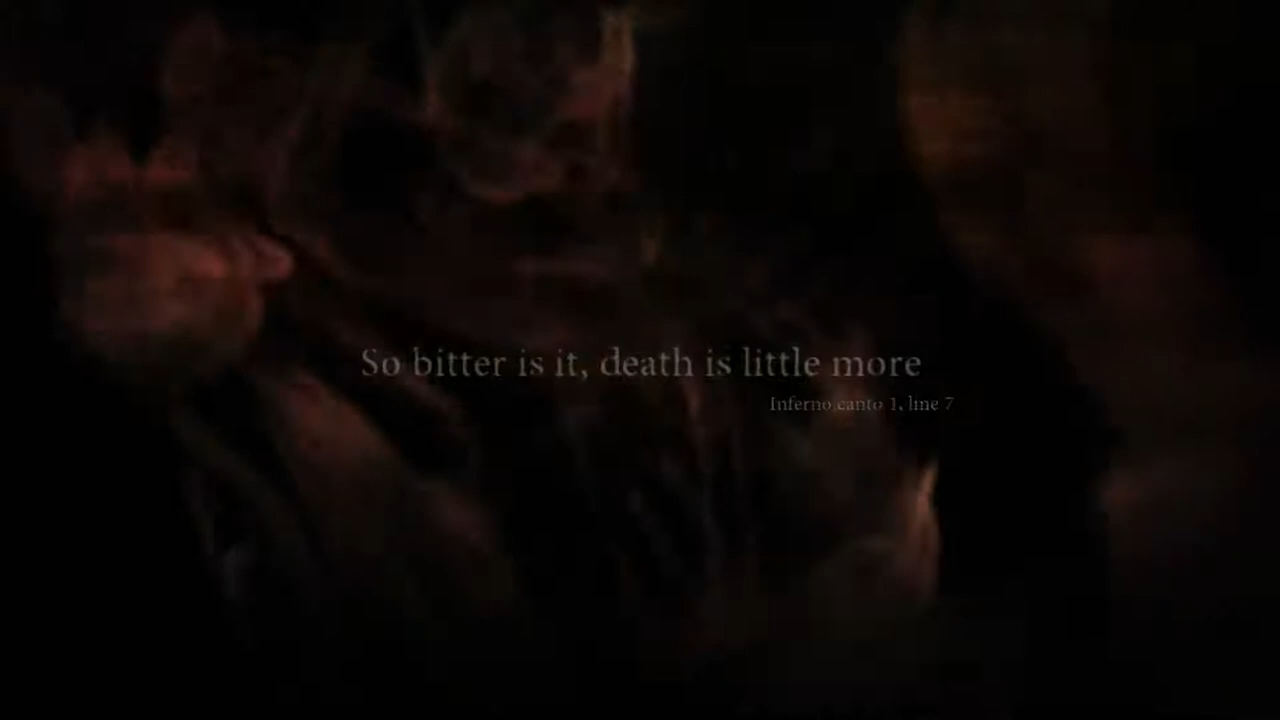 So bitter is it, death is little more
Inferno canto 1, line 7